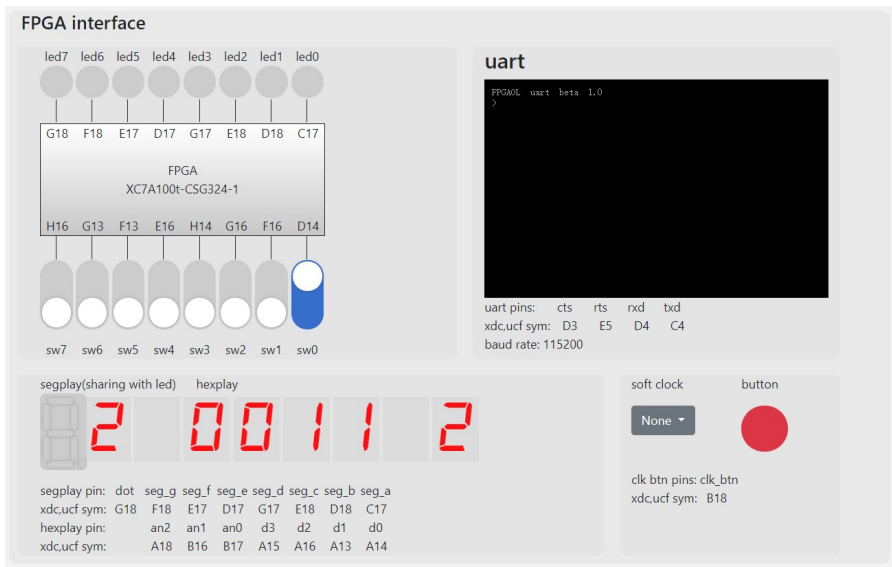 FPGA interface
led7 led6 led5 led4 led3 led2 led1 led0
G18 F18 E17 D17 G17 E18 D18 C17
FPGA
XC7A100t-CSG324-1
H16 G13 F13 E16 H14 G16 F16 D14
sw7 sw6 sw5 sw4 sw3 sw2 sw1 sw0
uart
FPGAOL uart beta 1.0
>
uart pins: cts rts rxd txd
xdc,ucf sym: D3 E5 D4 C4
baud rate: 115200
segplay(sharing with led) hexplay
2 0011 2
segplay pin: dot seg_g seg_f seg_e seg_d seg_c seg_b seg_a
xdc,ucf sym: G18 F18 E17 D17 G17 E18 D18 C17
hexplay pin: an2 an1 an0 d3 d2 d1 d0
xdc,ucf sym: A18 B16 B17 A15 A16 A13 A14
soft clock button
None
clk btn pins: clk_btn
xdc,ucf sym: B18